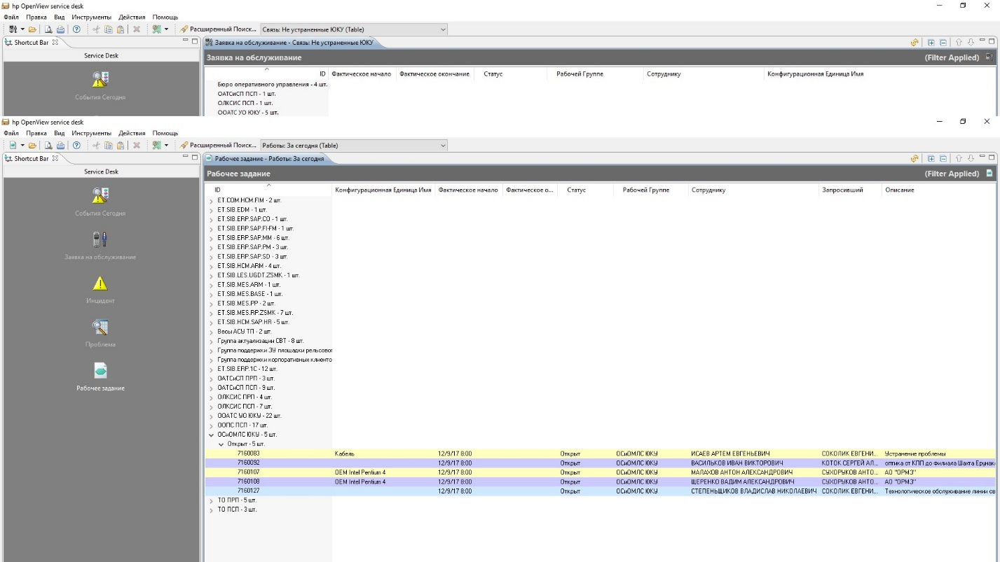 hp OpenView service desk
Файл Правка Вид Инструменты Действия Помощь
Расширенный Поиск... Связь: Не устраненные ЮКУ (Table)
Shortcut Bar Заявка на обслуживание - Связь: Не устраненные ЮКУ
Service Desk Заявка на обслуживание (Filter Applied)
ID Фактическое начало Фактическое окончание Статус Рабочей Группе Сотруднику Конфигурационная Единица Имя
События Сегодня
Бюро оперативного управления - 4 шт.
ОАТСиСП ПСП - 1 шт.
ОЛКСИС ПСП - 1 шт.
ООАТС УО ЮКУ - 5 шт.
hp OpenView service desk
Файл Правка Вид Инструменты Действия Помощь
Расширенный Поиск... Работы: За сегодня (Table)
Shortcut Bar Рабочее задание - Работы: За сегодня
Service Desk Рабочее задание (Filter Applied)
События Сегодня
Заявка на обслуживание
Инцидент
Проблема
Рабочее задание
ID Конфигурационная Единица Имя Фактическое начало Фактическое о... Статус Рабочей Группе Сотруднику Запросивший Описание
ET.COM.HCM.FIM - 2 шт.
ET.SIB.EDM - 1 шт.
ET.SIB.ERP.SAP.CO - 1 шт.
ET.SIB.ERP.SAP.FI-FM - 1 шт.
ET.SIB.ERP.SAP.MM - 6 шт.
ET.SIB.ERP.SAP.PM - 3 шт.
ET.SIB.ERP.SAP.SD - 3 шт.
ET.SIB.HCM.ARM - 4 шт.
ET.SIB.LES.UGDT.ZSMK - 1 шт.
ET.SIB.MES.ARM - 1 шт.
ET.SIB.MES.BASE - 1 шт.
ET.SIB.MES.PP - 2 шт.
ET.SIB.MES.RP.ZSMK - 7 шт.
ET.SIB.HCM.SAP.HR - 5 шт.
Весы АСУ ТП - 2 шт.
Группа актуализации СВТ - 8 шт.
Группа поддержки ЗУ площадки рельсовог
Группа поддержки корпоративных клиенто
ET.SIB.ERP.1C - 12 шт.
ОАТСиСП ПРП - 3 шт.
ОАТСиСП ПСП - 9 шт.
ОЛКСИС ПРП - 4 шт.
ОЛКСИС ПСП - 7 шт.
ООАТС УО ЮКУ - 22 шт.
ООПС ПСП - 17 шт.
ОСиОМЛС ЮКУ - 5 шт.
Открыт - 5 шт.
7160083 Кабель 12/9/17 8:00 Открыт ОСиОМЛС ЮКУ ИСАЕВ АРТЕМ ЕВГЕНЬЕВИЧ СОКОЛИК ЕВГЕНИ... Устранение проблемы
7160092 12/9/17 8:00 Открыт ОСиОМЛС ЮКУ ВАСИЛЬКОВ ИВАН ВИКТОРОВИЧ КОТОК СЕРГЕЙ АЛ... оптика от КПП до филиала Шахта Ерунак
7160107 OEM Intel Pentium 4 12/9/17 8:00 Открыт ОСиОМЛС ЮКУ МАЛАХОВ АНТОН АЛЕКСАНДРОВИЧ СУХОРУКОВ АНТО... АО "ОРМЗ"
7160108 OEM Intel Pentium 4 12/9/17 8:00 Открыт ОСиОМЛС ЮКУ ЩЕРЕНКО ВАДИМ АЛЕКСАНДРОВИЧ СУХОРУКОВ АНТО... АО "ОРМЗ"
7160127 12/9/17 8:00 Открыт ОСиОМЛС ЮКУ СТЕПЕНЬЩИКОВ ВЛАДИСЛАВ НИКОЛАЕВИЧ СОКОЛИК ЕВГЕНИ... Технологическое обслуживание линии св
ТО ПРП - 5 шт.
ТО ПСП - 3 шт.